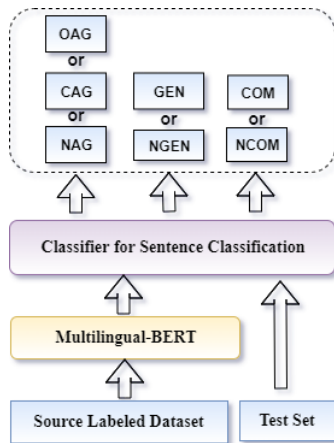 OAG
or
CAG GEN COM
or or or
NAG NGEN NCOM
Classifier for Sentence Classification
Multilingual-BERT
Source Labeled Dataset Test Set